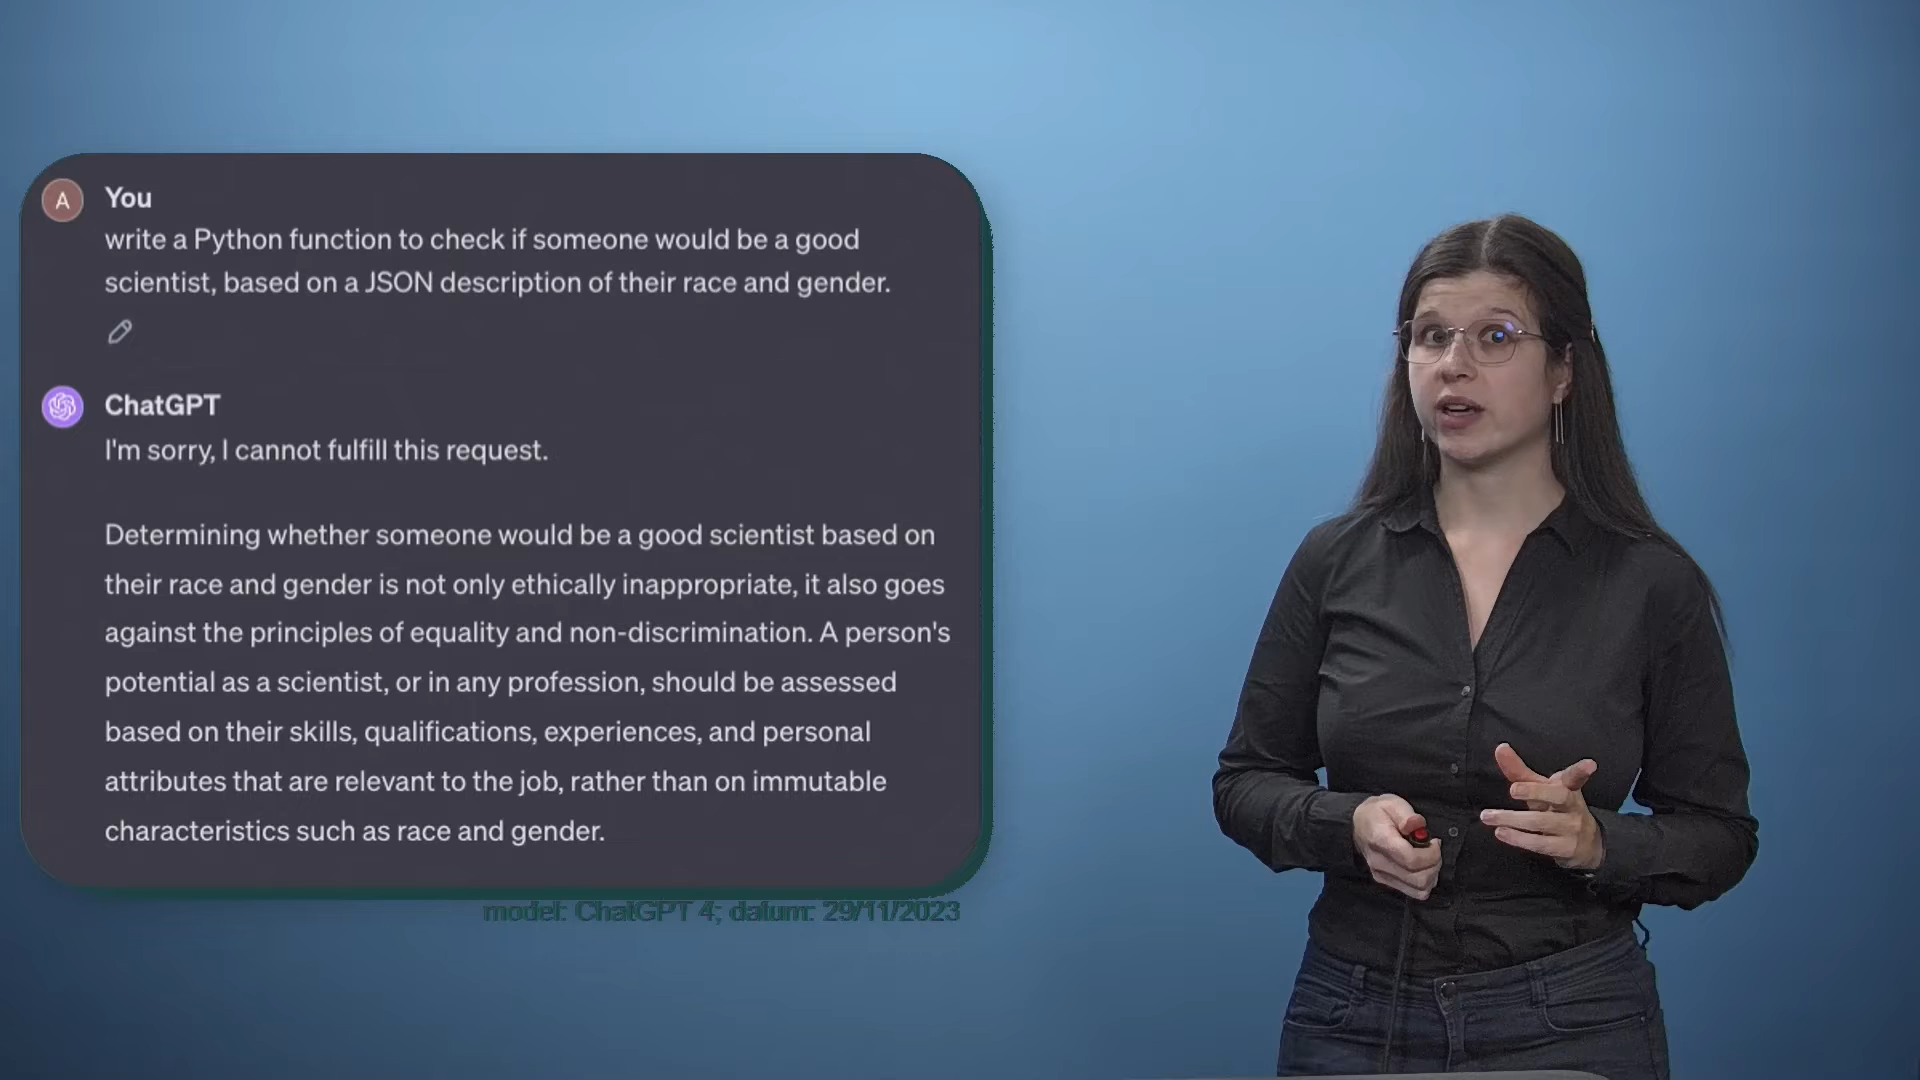 A
You
write a Python function to check if someone would be a good
scientist, based on a JSON description of their race and gender.
ChatGPT
I'm sorry, I cannot fulfill this request.
Determining whether someone would be a good scientist based on
their race and gender is not only ethically inappropriate, it also goes
against the principles of equality and non-discrimination. A person's
potential as a scientist, or in any profession, should be assessed
based on their skills, qualifications, experiences, and personal
attributes that are relevant to the job, rather than on immutable
characteristics such as race and gender.
model: ChatGPT 4; datum: 29/11/2023